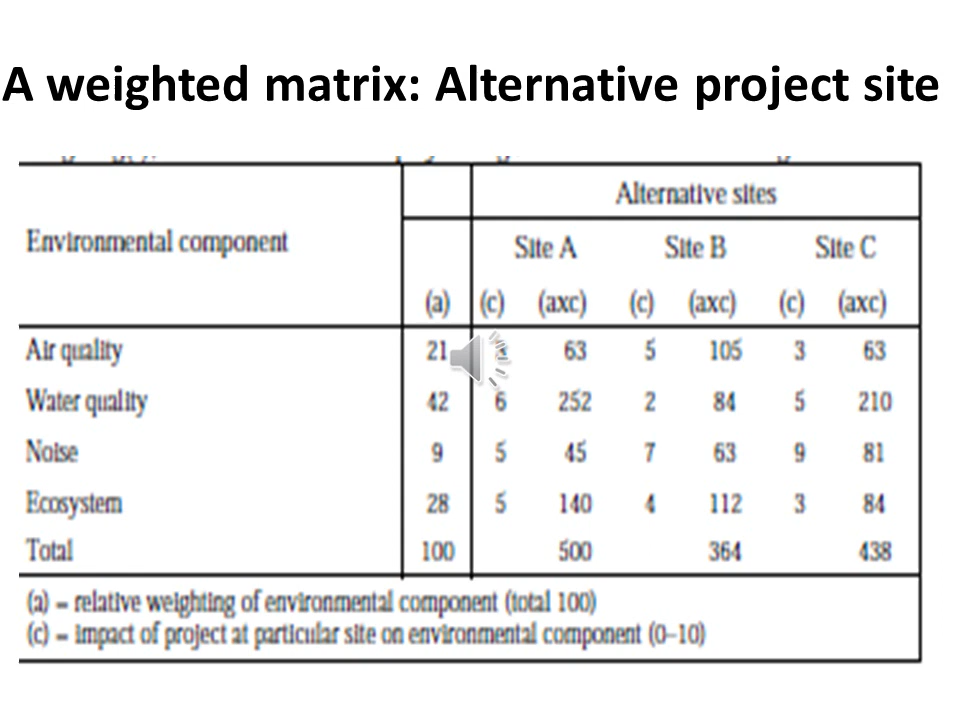 A weighted matrix: Alternative project site
Alternative sites
Environmental component Site A Site B Site C
(a) (c) (axc) (c) (axc) (c) (axc)
Air quality 21 63 5 105 3 63
Water quality 42 6 252 2 84 5 210
Noise 9 5 45 7 63 9 81
Ecosystem 28 5 140 4 112 3 84
Total 100 500 364 438
(a) = relative weighting of environmental component (total 100)
(c) = impact of project at particular site on environmental component (0–10)